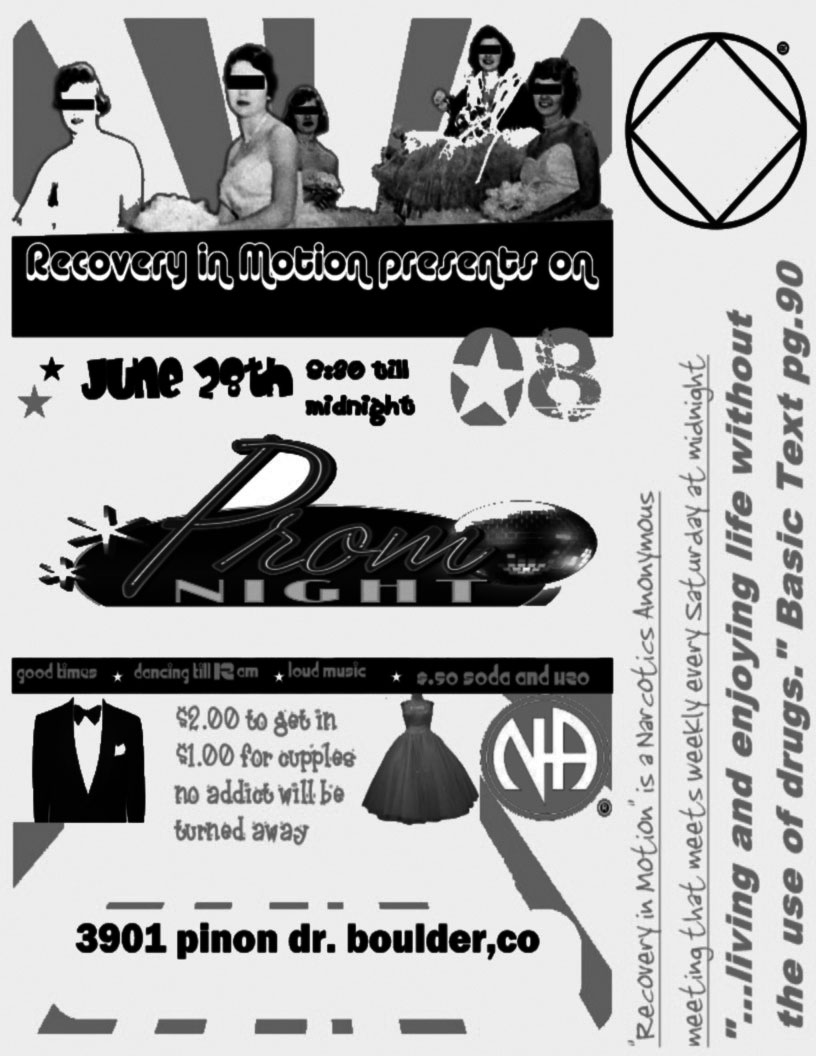 Recovery in Motion presents on
June 28th
8:30 till
midnight
08
Prom
NIGHT
good times ★ dancing till 12 am ★ loud music ★ $.50 soda and H2O
$2.00 to get in
$1.00 for cupples
no addict will be
turned away
NA
®
3901 pinon dr. boulder,co
®
"Recovery in Motion" is a Narcotics Anonymous
meeting that meets weekly every Saturday at midnight
"...living and enjoying life without
the use of drugs." Basic Text pg.90